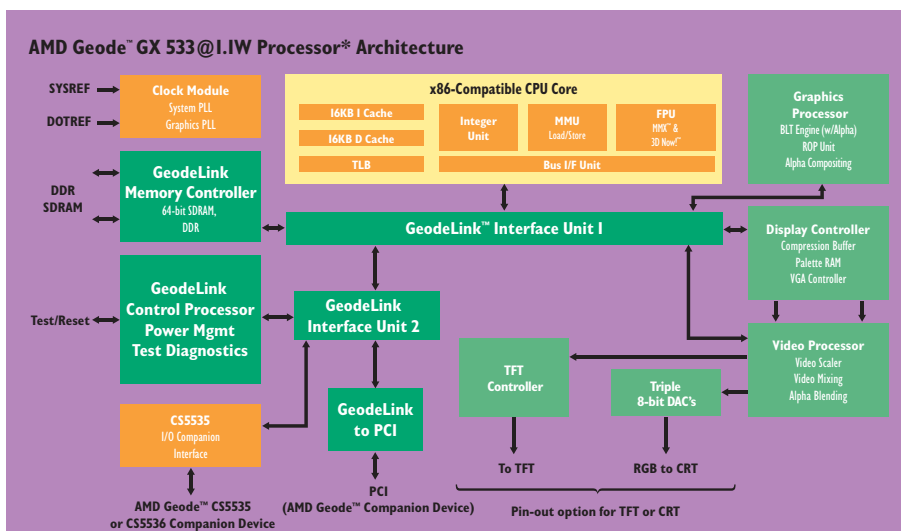 AMD Geode™ GX 533@1.1W Processor* Architecture
SYSREF
DOTREF
Clock Module
System PLL
Graphics PLL
x86-Compatible CPU Core
16KB I Cache
16KB D Cache
TLB
Integer
Unit
MMU
Load/Store
FPU
MMX™ &
3D Now!™
Bus I/F Unit
Graphics
Processor
BLT Engine (w/Alpha)
ROP Unit
Alpha Compositing
DDR
SDRAM
GeodeLink
Memory Controller
64-bit SDRAM,
DDR
GeodeLink™ Interface Unit 1
Display Controller
Compression Buffer
Palette RAM
VGA Controller
Test/Reset
GeodeLink
Control Processor
Power Mgmt
Test Diagnostics
GeodeLink
Interface Unit 2
Video Processor
Video Scaler
Video Mixing
Alpha Blending
TFT
Controller
Triple
8-bit DAC's
GeodeLink
to PCI
CS5535
I/O Companion
Interface
To TFT
RGB to CRT
PCI
(AMD Geode™ Companion Device)
AMD Geode™ CS5535
or CS5536 Companion Device
Pin-out option for TFT or CRT